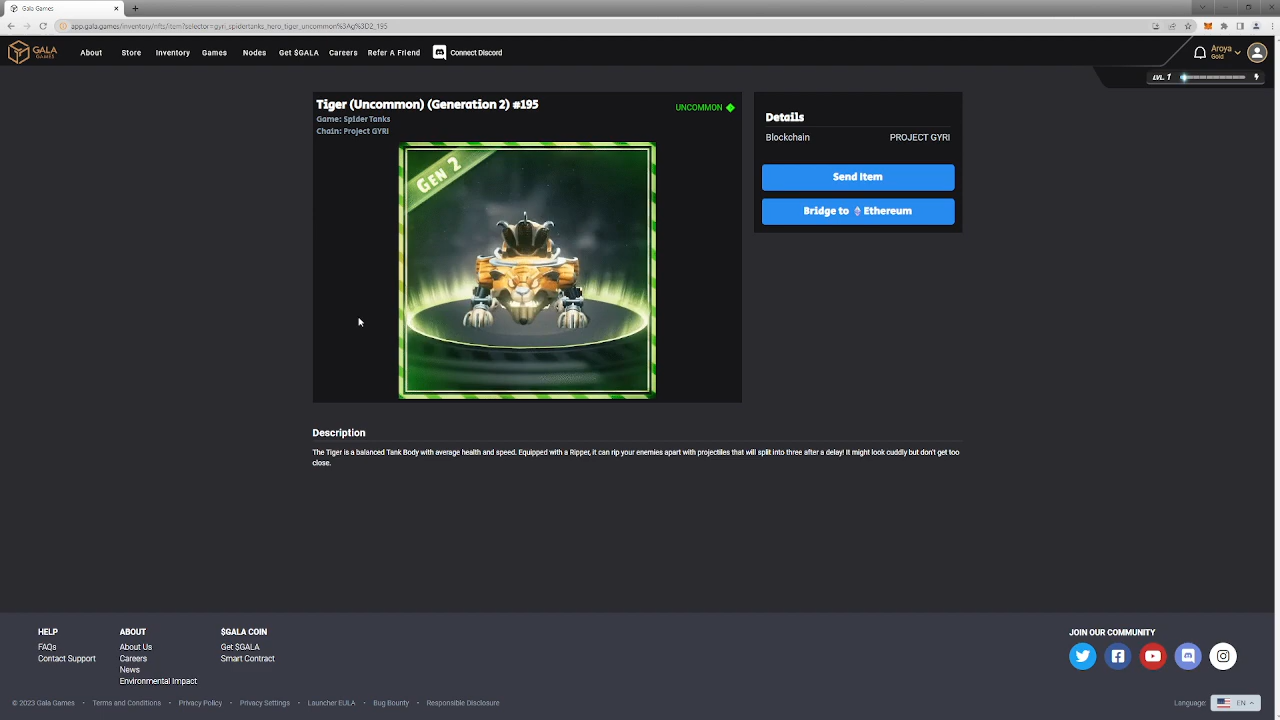 Gala Games
app.gala.games/inventory/nfts/item?selector=gyri_spidertanks_hero_tiger_uncommon%3Ag%3D2_195
GALA GAMES
About Store Inventory Games Nodes Get $GALA Careers Refer A Friend Connect Discord
Aroya
Gold
LVL 1
Tiger (Uncommon) (Generation 2) #195
UNCOMMON
Game: Spider Tanks
Chain: Project GYRI
GEN 2
Details
Blockchain PROJECT GYRI
Send Item
Bridge to Ethereum
Description
The Tiger is a balanced Tank Body with average health and speed. Equipped with a Ripper, it can rip your enemies apart with projectiles that will split into three after a delay! It might look cuddly but don't get too
close.
HELP
FAQs
Contact Support
ABOUT
About Us
Careers
News
Environmental Impact
$GALA COIN
Get $GALA
Smart Contract
JOIN OUR COMMUNITY
© 2023 Gala Games - Terms and Conditions - Privacy Policy - Privacy Settings - Launcher EULA - Bug Bounty - Responsible Disclosure
Language: EN